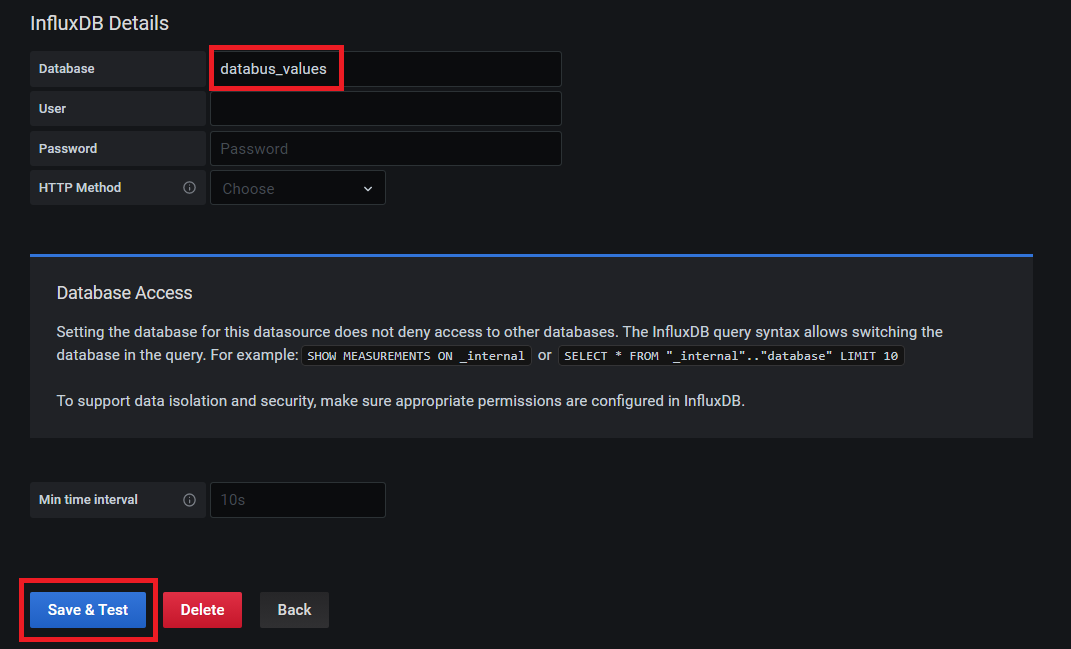 InfluxDB Details
Database databus_values
User
Password Password
HTTP Method Choose
Database Access
Setting the database for this datasource does not deny access to other databases. The InfluxDB query syntax allows switching the
database in the query. For example: SHOW MEASUREMENTS ON _internal or SELECT * FROM "_internal".."database" LIMIT 10
To support data isolation and security, make sure appropriate permissions are configured in InfluxDB.
Min time interval 10s
Save & Test Delete Back